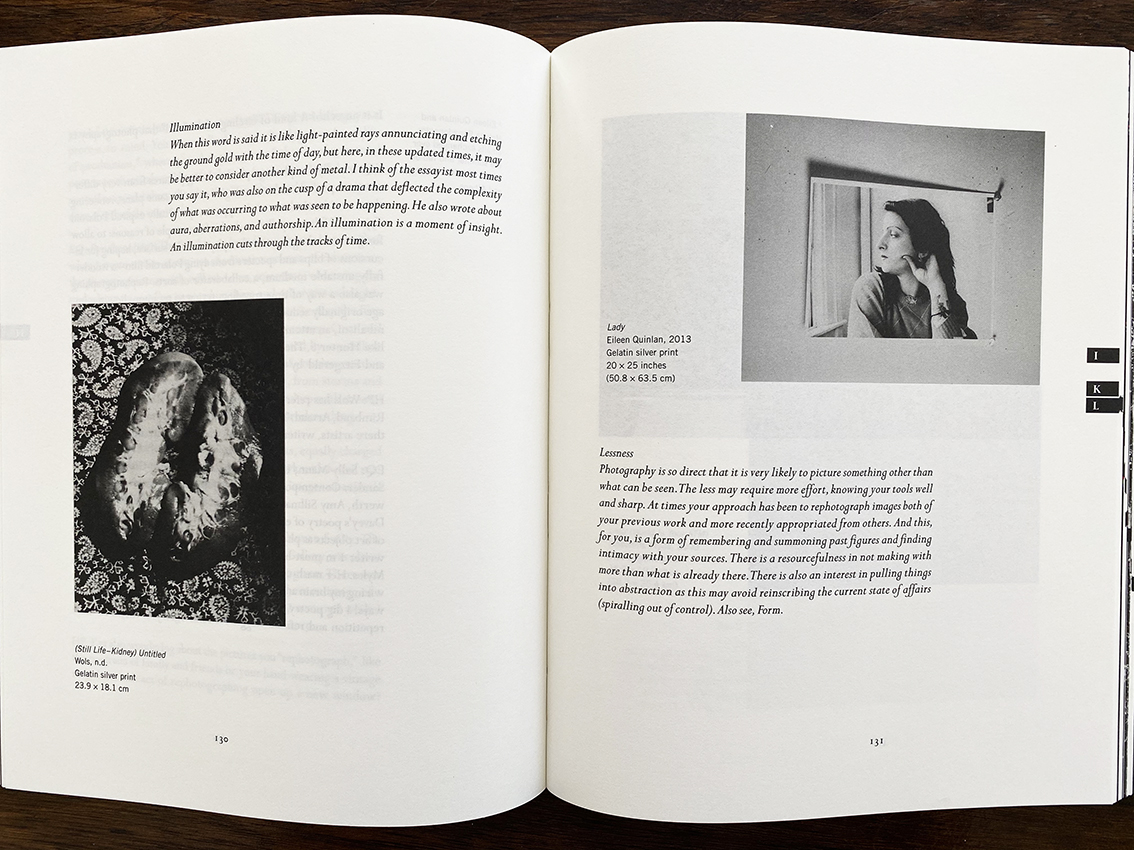 Illumination
When this word is said it is like light-painted rays annunciating and etching
the ground gold with the time of day, but here, in these updated times, it may
be better to consider another kind of metal. I think of the essayist most times
you say it, who was also on the cusp of a drama that deflected the complexity
of what was occurring to what was seen to be happening. He also wrote about
aura, aberrations, and authorship. An illumination is a moment of insight.
An illumination cuts through the tracks of time.
(Still Life–Kidney) Untitled
Wols, n.d.
Gelatin silver print
23.9 × 18.1 cm
130
Lady
Eileen Quinlan, 2013
Gelatin silver print
20 × 25 inches
(50.8 × 63.5 cm)
Lessness
Photography is so direct that it is very likely to picture something other than
what can be seen. The less may require more effort, knowing your tools well
and sharp. At times your approach has been to rephotograph images both of
your previous work and more recently appropriated from others. And this,
for you, is a form of remembering and summoning past figures and finding
intimacy with your sources. There is a resourcefulness in not making with
more than what is already there. There is also an interest in pulling things
into abstraction as this may avoid reinscribing the current state of affairs
(spiralling out of control). Also see, Form.
131
I
K
L